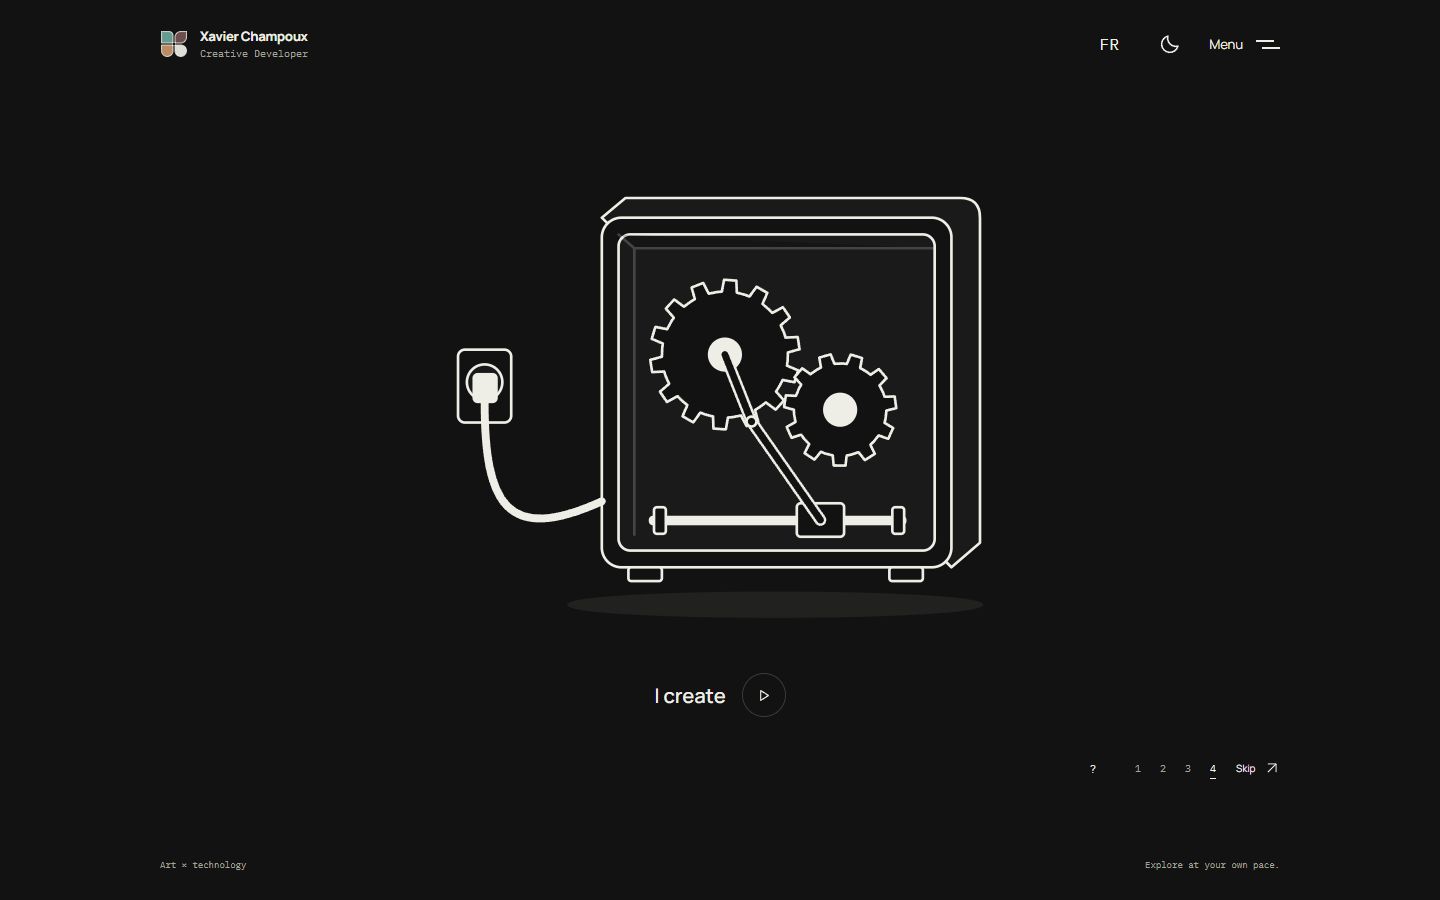 Xavier Champoux
Creative Developer
FR
Menu
I create
? 1 2 3 4 Skip
Art × technology
Explore at your own pace.